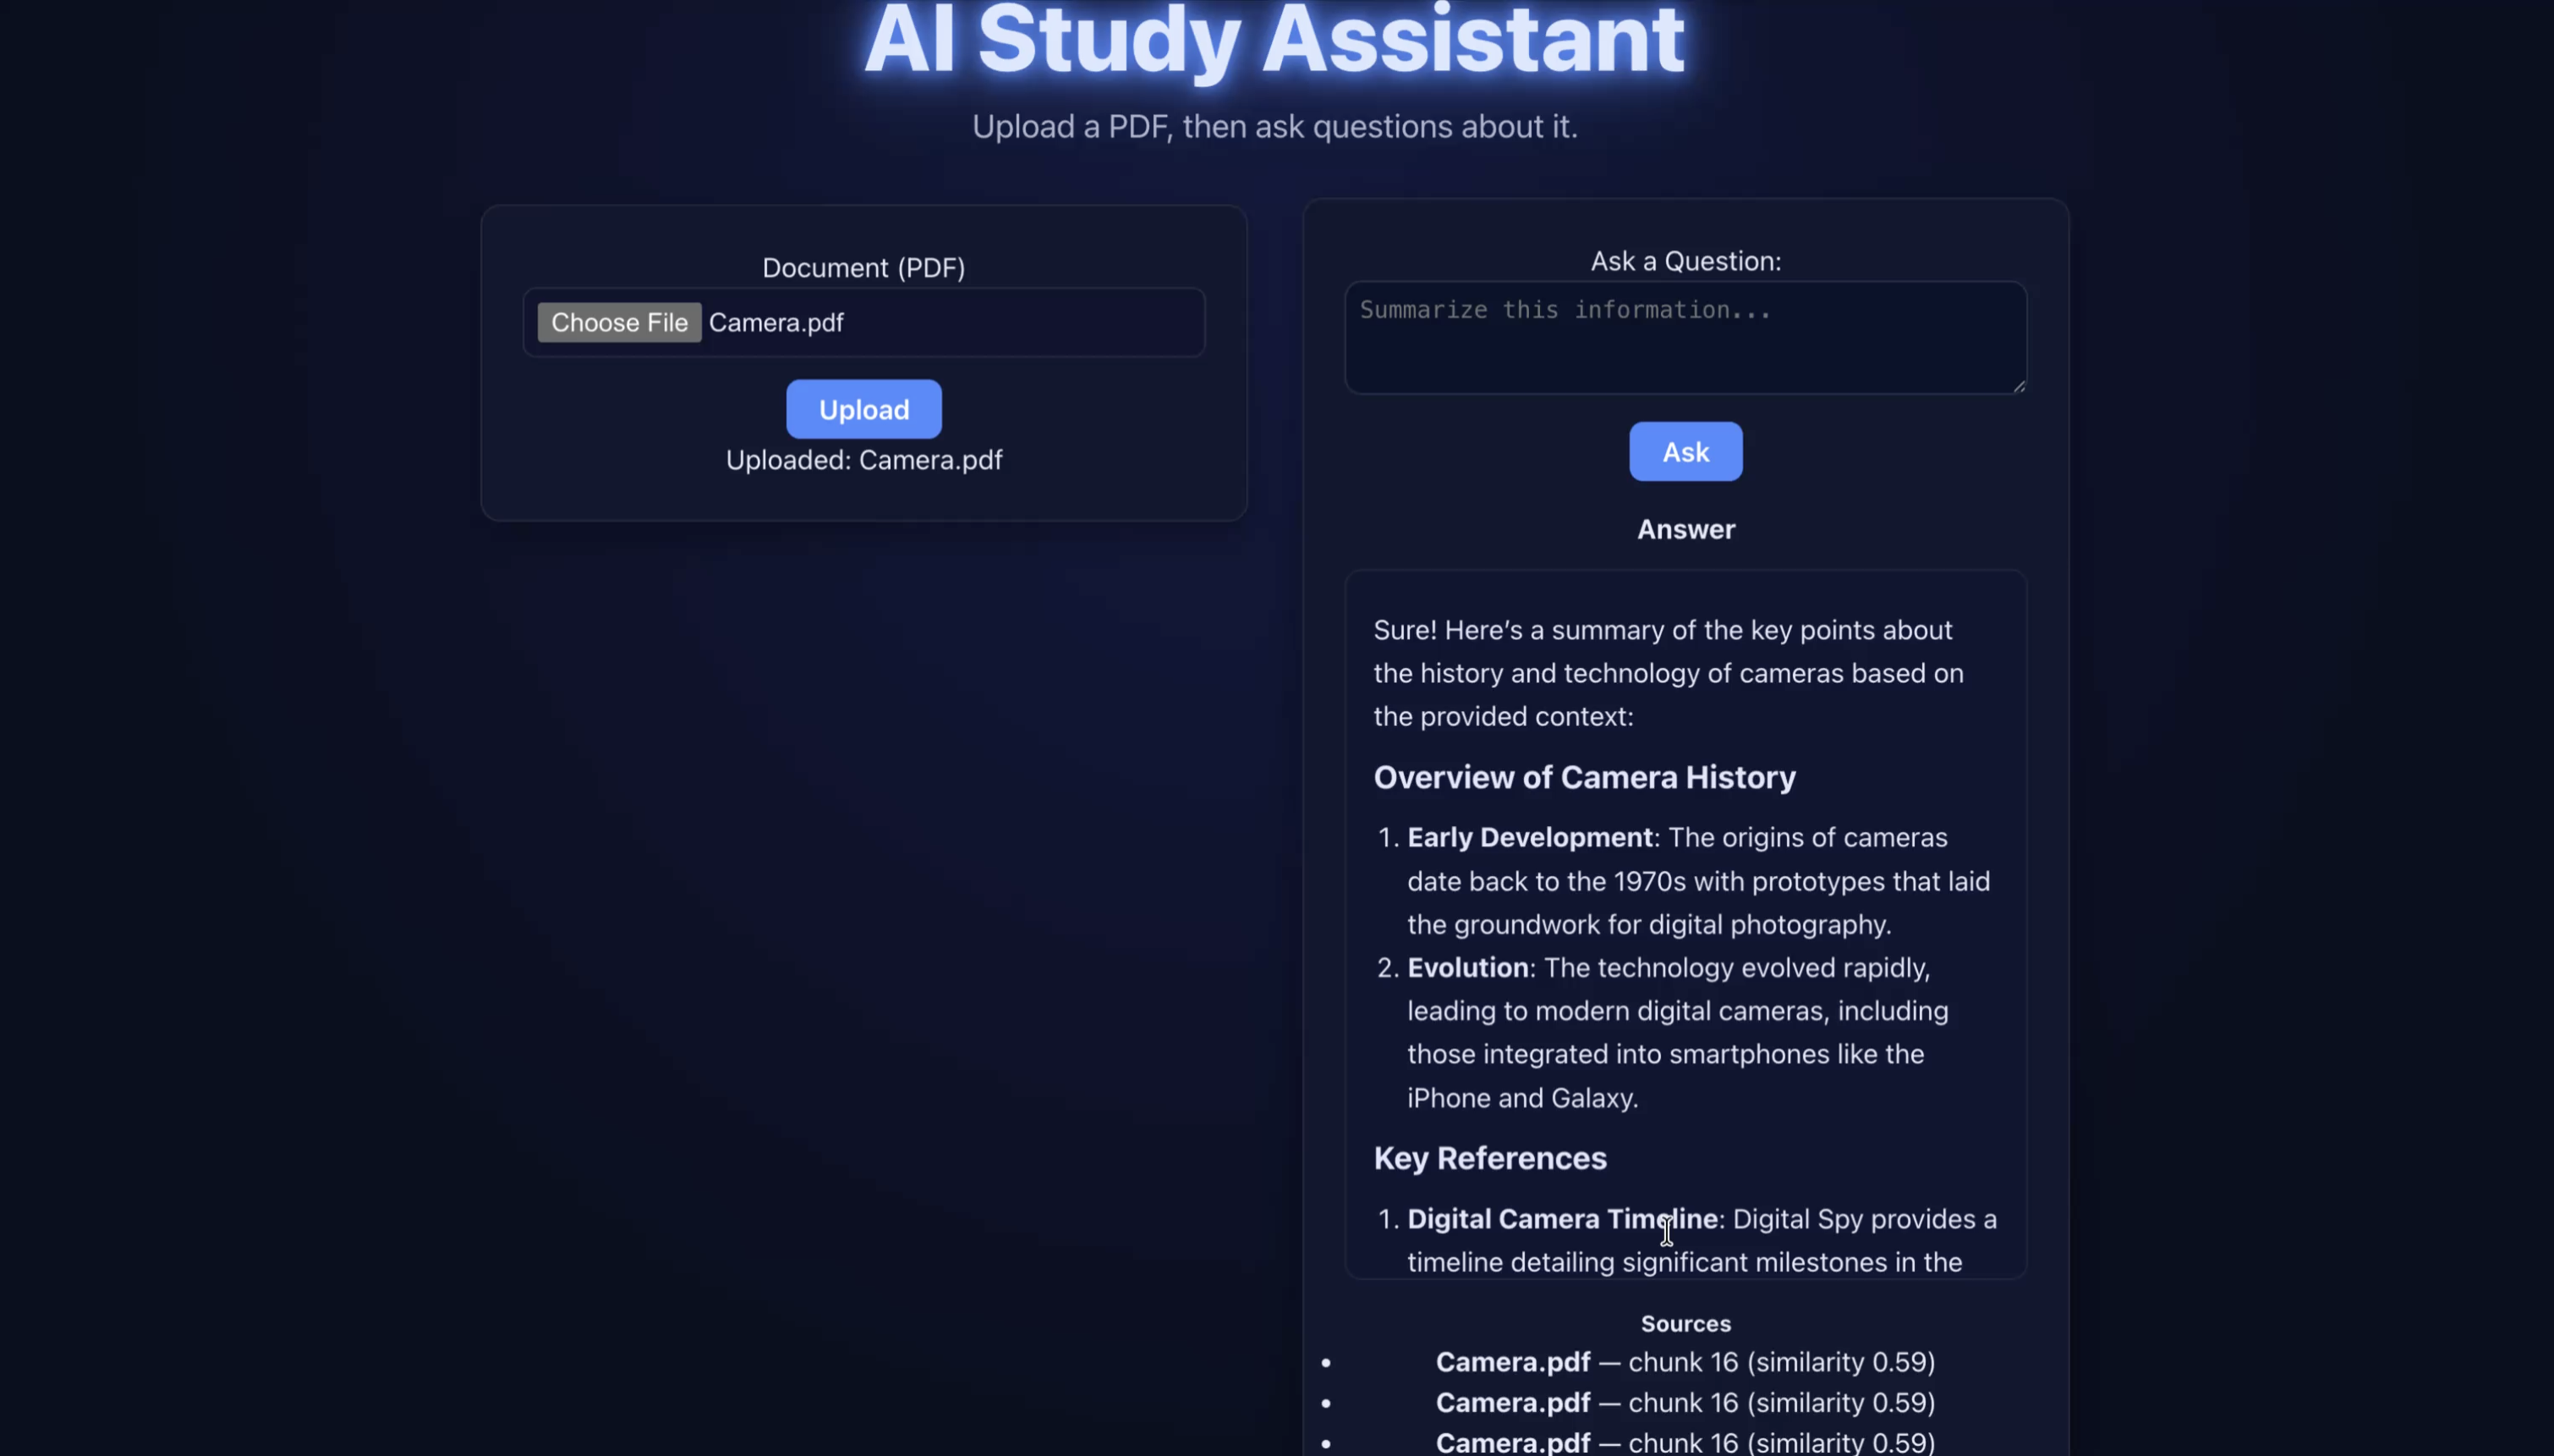 AI Study Assistant
Upload a PDF, then ask questions about it.
Document (PDF)
Choose File Camera.pdf
Upload
Uploaded: Camera.pdf
Ask a Question:
Summarize this information...
Ask
Answer
Sure! Here’s a summary of the key points about
the history and technology of cameras based on
the provided context:
Overview of Camera History
1. Early Development: The origins of cameras
date back to the 1970s with prototypes that laid
the groundwork for digital photography.
2. Evolution: The technology evolved rapidly,
leading to modern digital cameras, including
those integrated into smartphones like the
iPhone and Galaxy.
Key References
1. Digital Camera Timeline: Digital Spy provides a
timeline detailing significant milestones in the
Sources
• Camera.pdf — chunk 16 (similarity 0.59)
• Camera.pdf — chunk 16 (similarity 0.59)
• Camera.pdf — chunk 16 (similarity 0.59)